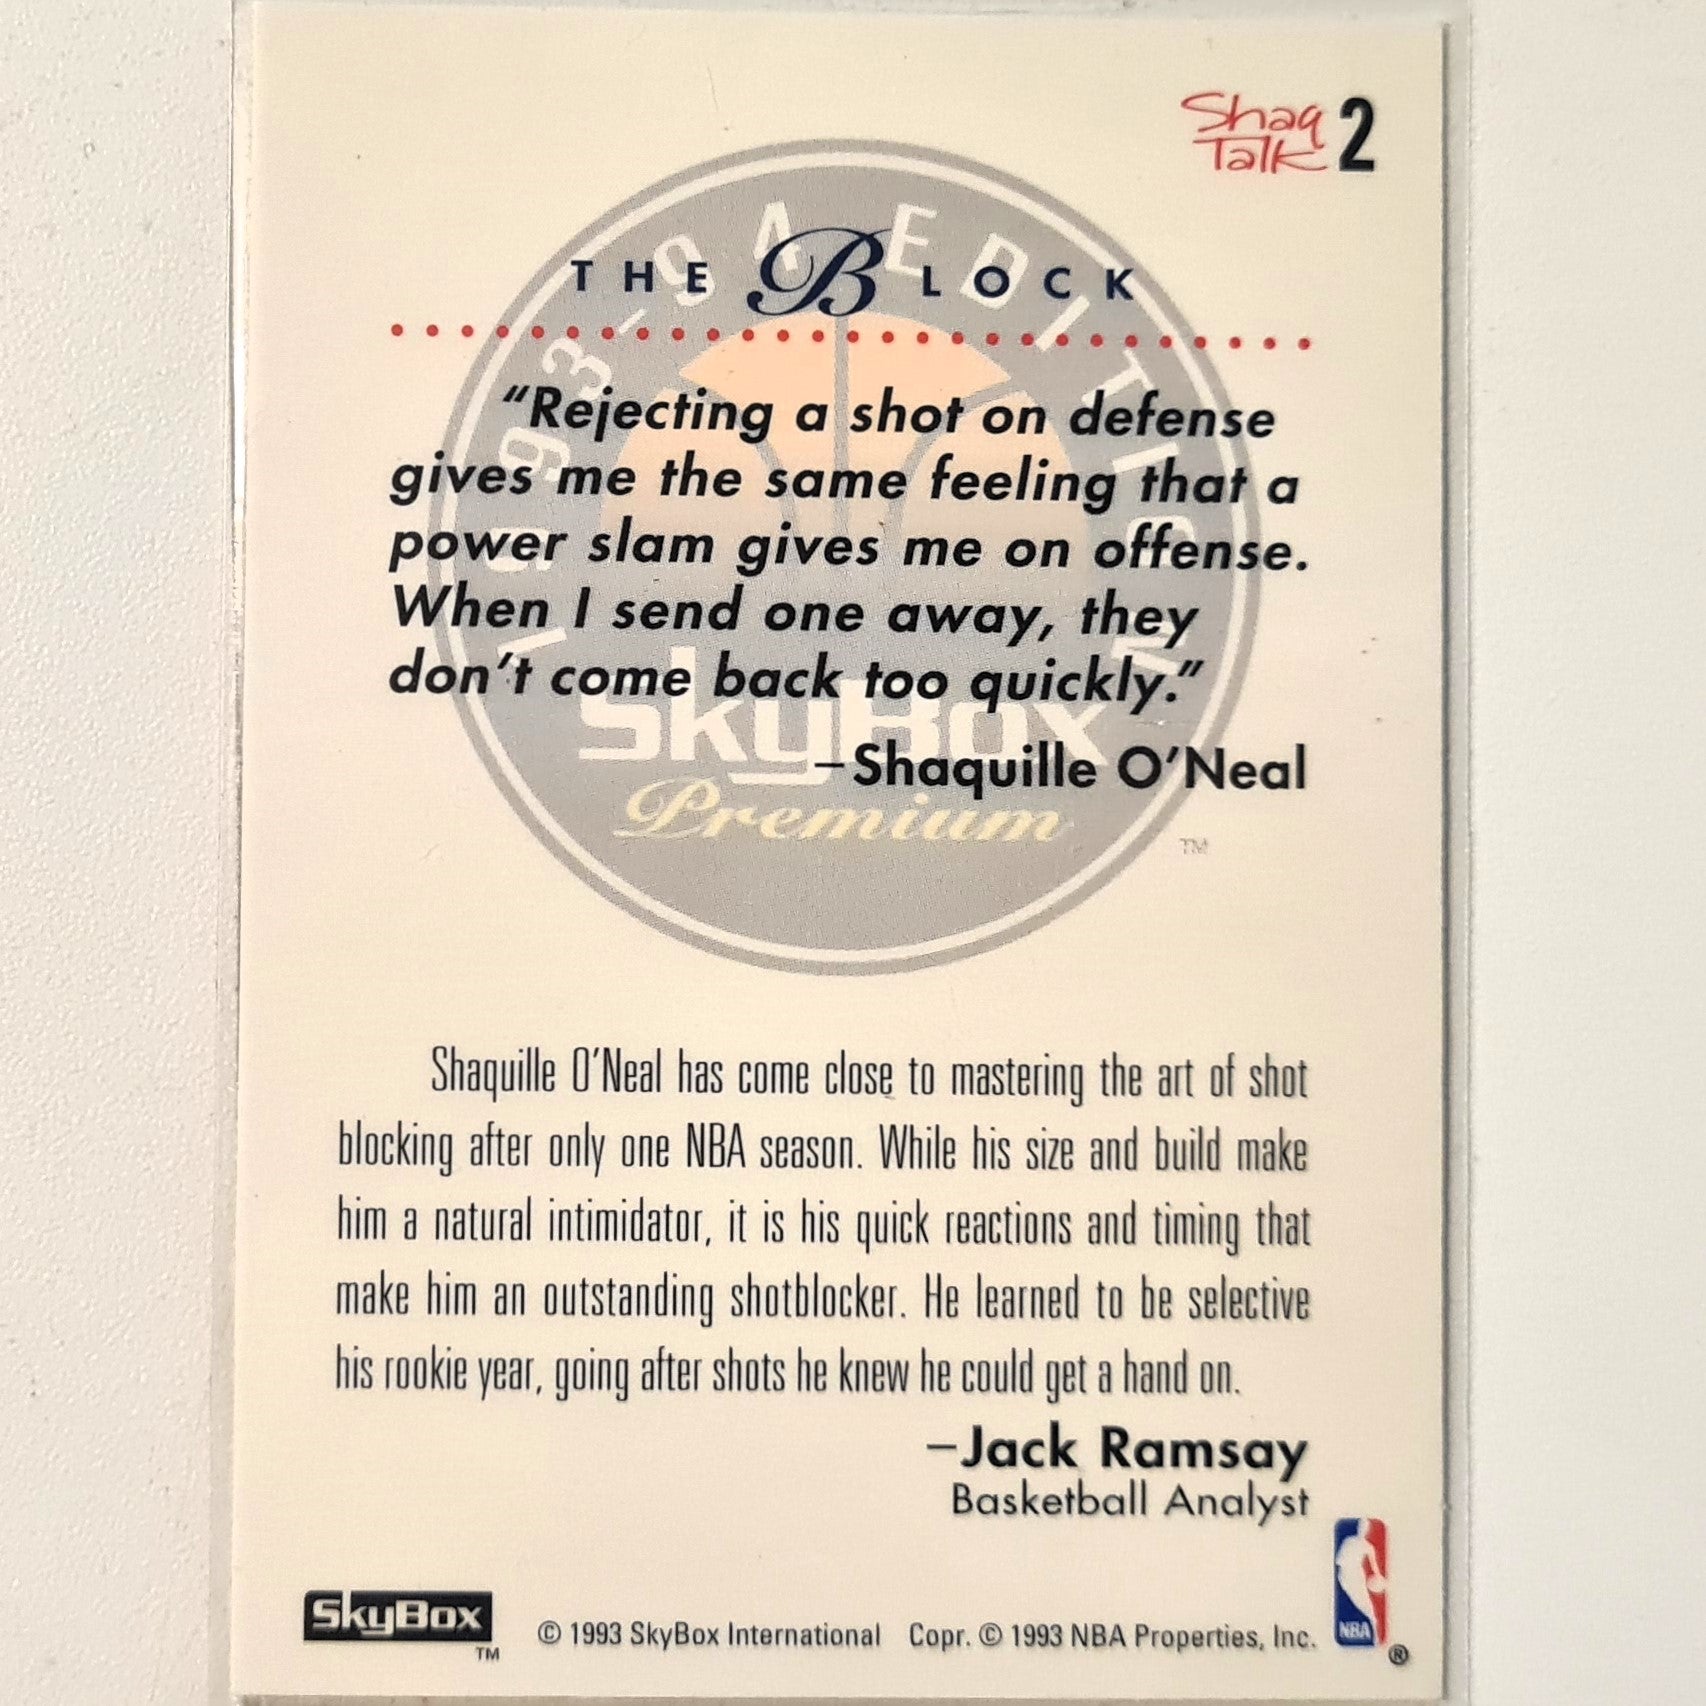 Shaq
Talk 2
1993-94 EDITION
THE BLOCK
“Rejecting a shot on defense
gives me the same feeling that a
power slam gives me on offense.
When I send one away, they
don’t come back too quickly.”
SkyBox
–Shaquille O’Neal
Premium
TM
Shaquille O’Neal has come close to mastering the art of shot
blocking after only one NBA season. While his size and build make
him a natural intimidator, it is his quick reactions and timing that
make him an outstanding shotblocker. He learned to be selective
his rookie year, going after shots he knew he could get a hand on.
–Jack Ramsay
Basketball Analyst
SkyBox
TM
© 1993 SkyBox International Copr. © 1993 NBA Properties, Inc.
NBA
®